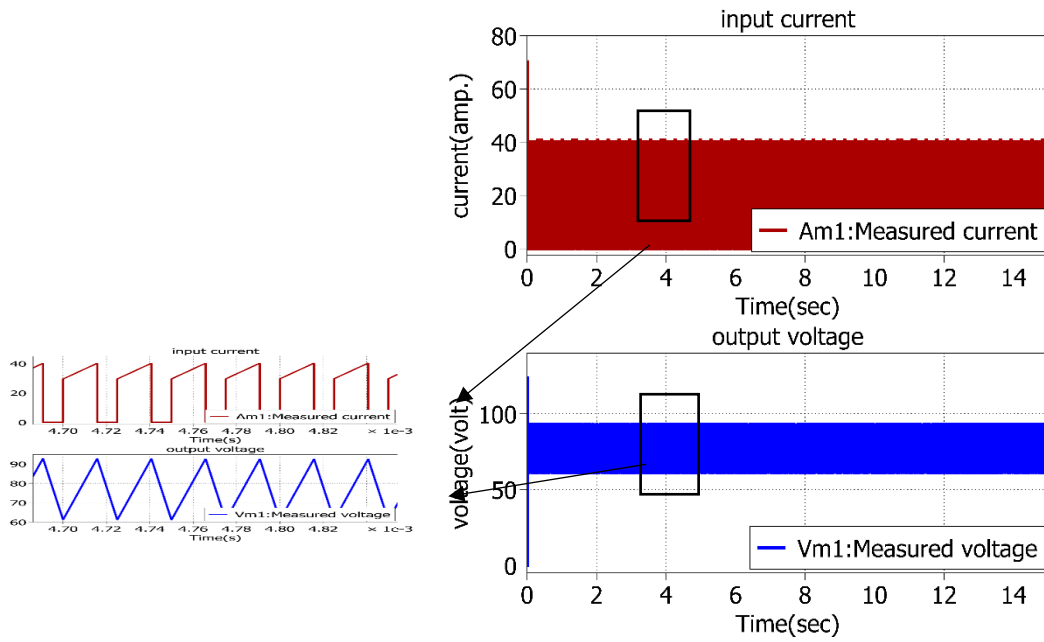 input current
80
60
40
20
0
current(amp.)
Am1:Measured current
0 2 4 6 8 10 12 14
Time(sec)
output voltage
100
50
0
voltage(volt)
Vm1:Measured voltage
0 2 4 6 8 10 12 14
Time(sec)
input current
40
20
0
Am1:Measured current
4.70 4.72 4.74 4.76 4.78 4.80 4.82 × 1e-3
Time(s)
output voltage
90
80
70
60
Vm1:Measured voltage
4.70 4.72 4.74 4.76 4.78 4.80 4.82 × 1e-3
Time(s)